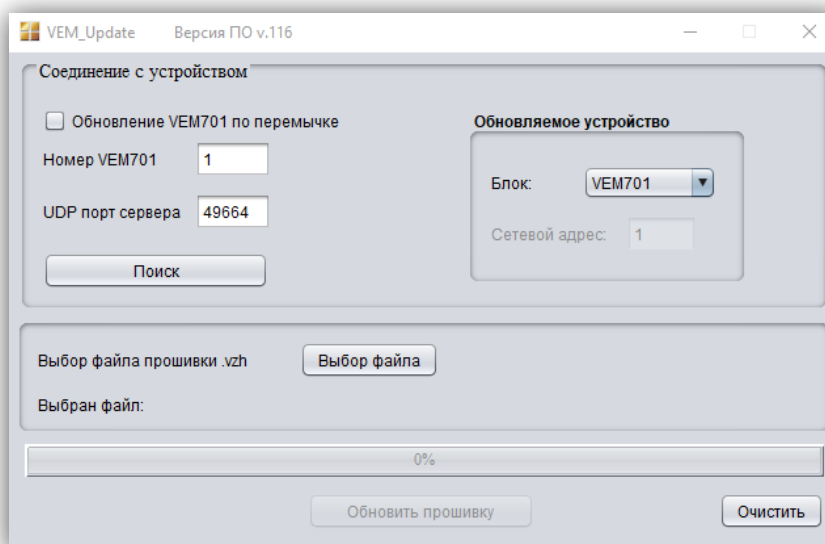 VEM_Update Версия ПО v.116
Соединение с устройством
Обновление VEM701 по перемычке
Номер VEM701 1
UDP порт сервера 49664
Поиск
Обновляемое устройство
Блок: VEM701
Сетевой адрес: 1
Выбор файла прошивки .vzh Выбор файла
Выбран файл:
0%
Обновить прошивку Очистить